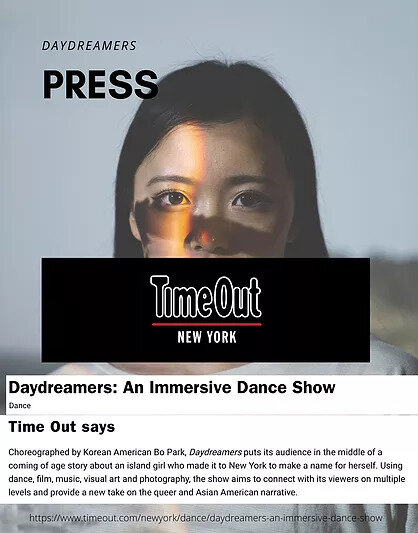 DAYDREAMERS
PRESS
TimeOut
NEW YORK
Daydreamers: An Immersive Dance Show
Dance
Time Out says
Choreographed by Korean American Bo Park, Daydreamers puts its audience in the middle of a
coming of age story about an island girl who made it to New York to make a name for herself. Using
dance, film, music, visual art and photography, the show aims to connect with its viewers on multiple
levels and provide a new take on the queer and Asian American narrative.
https://www.timeout.com/newyork/dance/daydreamers-an-immersive-dance-show